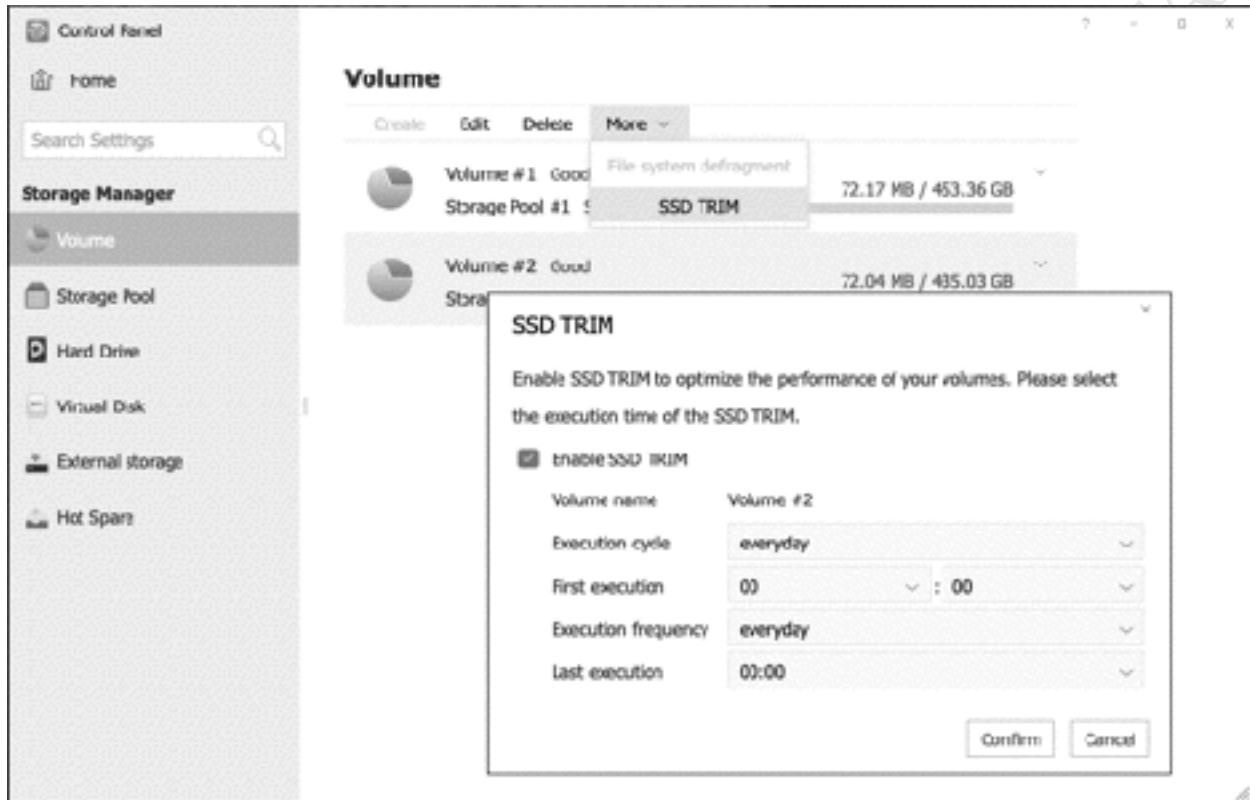 Control Panel
Home
Search Settings
Storage Manager
Volume
Storage Pool
Hard Drive
Virtual Disk
External storage
Hot Spare
? X
Volume
Create Edit Delete More
File system defragment
SSD TRIM
Volume #1 Good
Storage Pool #1 S
72.17 MB / 453.36 GB
Volume #2 Good
Stora
72.04 MB / 435.03 GB
SSD TRIM
Enable SSD TRIM to optimize the performance of your volumes. Please select
the execution time of the SSD TRIM.
Enable SSD TRIM
Volume name Volume #2
Execution cycle everyday
First execution 00 : 00
Execution frequency everyday
Last execution 00:00
Confirm Cancel